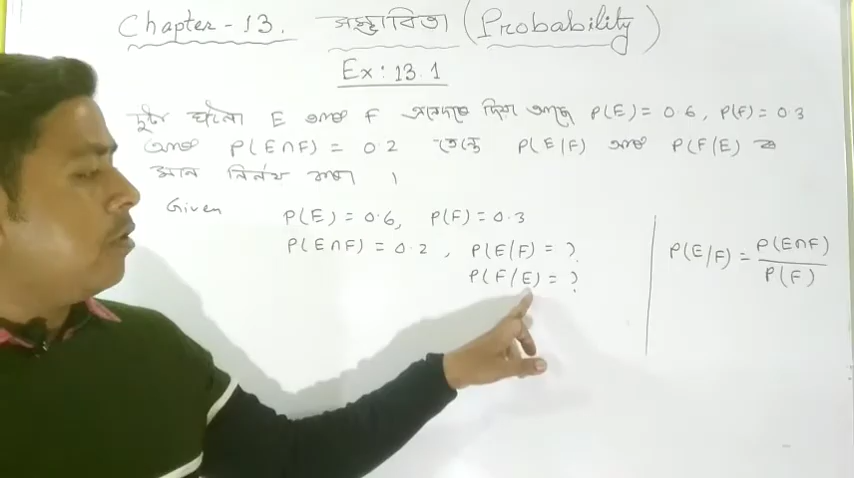 Chapter-13. সম্ভাৱিতা (Probability)
Ex: 13.1
দুটা ঘটনা E আৰু F এনেদৰে দিয়া আছে P(E) = 0.6, P(F) = 0.3
আৰু P(E∩F) = 0.2 তেন্তে P(E/F) আৰু P(F/E) ৰ
মান নিৰ্ণয় কৰা ।
Given P(E) = 0.6, P(F) = 0.3
P(E∩F) = 0.2, P(E/F) = ?
P(F/E) = ?
P(E/F) = P(E∩F)
P(F)